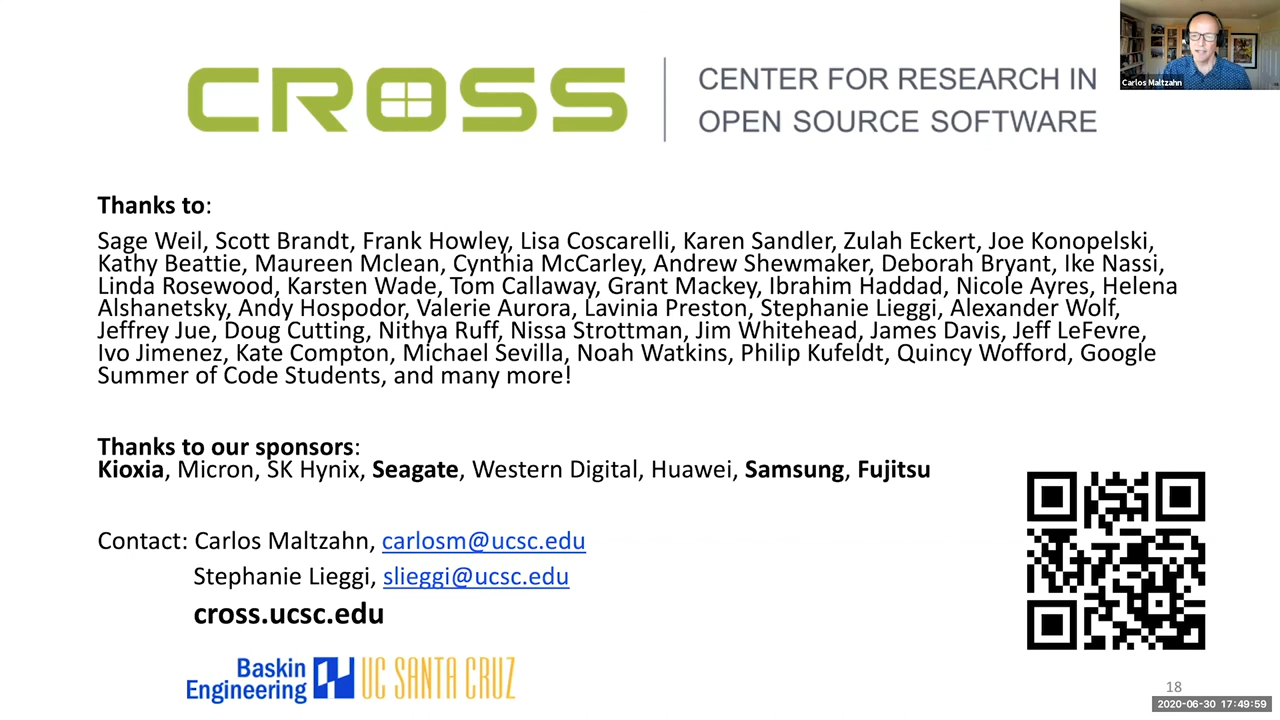 CROSS
CENTER FOR RESEARCH IN
OPEN SOURCE SOFTWARE
Carlos Maltzahn
Thanks to:
Sage Weil, Scott Brandt, Frank Howley, Lisa Coscarelli, Karen Sandler, Zulah Eckert, Joe Konopelski,
Kathy Beattie, Maureen Mclean, Cynthia McCarley, Andrew Shewmaker, Deborah Bryant, Ike Nassi,
Linda Rosewood, Karsten Wade, Tom Callaway, Grant Mackey, Ibrahim Haddad, Nicole Ayres, Helena
Alshanetsky, Andy Hospodor, Valerie Aurora, Lavinia Preston, Stephanie Lieggi, Alexander Wolf,
Jeffrey Jue, Doug Cutting, Nithya Ruff, Nissa Strottman, Jim Whitehead, James Davis, Jeff LeFevre,
Ivo Jimenez, Kate Compton, Michael Sevilla, Noah Watkins, Philip Kufeldt, Quincy Wofford, Google
Summer of Code Students, and many more!
Thanks to our sponsors:
Kioxia, Micron, SK Hynix, Seagate, Western Digital, Huawei, Samsung, Fujitsu
Contact: Carlos Maltzahn, carlosm@ucsc.edu
Stephanie Lieggi, slieggi@ucsc.edu
cross.ucsc.edu
Baskin
Engineering
UC SANTA CRUZ
18
2020-06-30 17:49:59